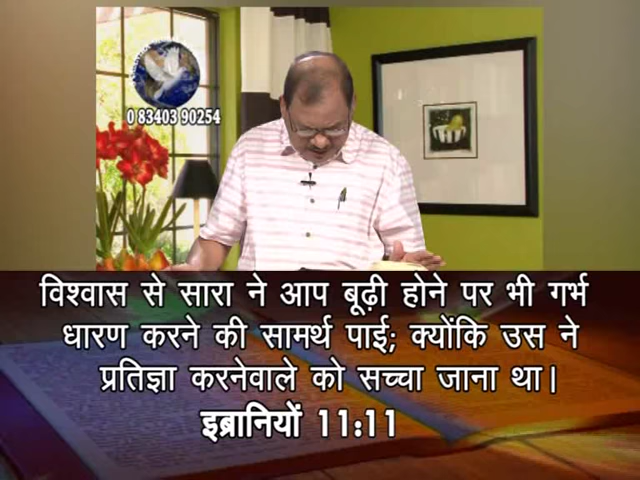 0 83403 90254
विश्वास से सारा ने आप बूढ़ी होने पर भी गर्भ
धारण करने की सामर्थ पाई; क्योंकि उस ने
प्रतिज्ञा करनेवाले को सच्चा जाना था।
इब्रानियों 11:11